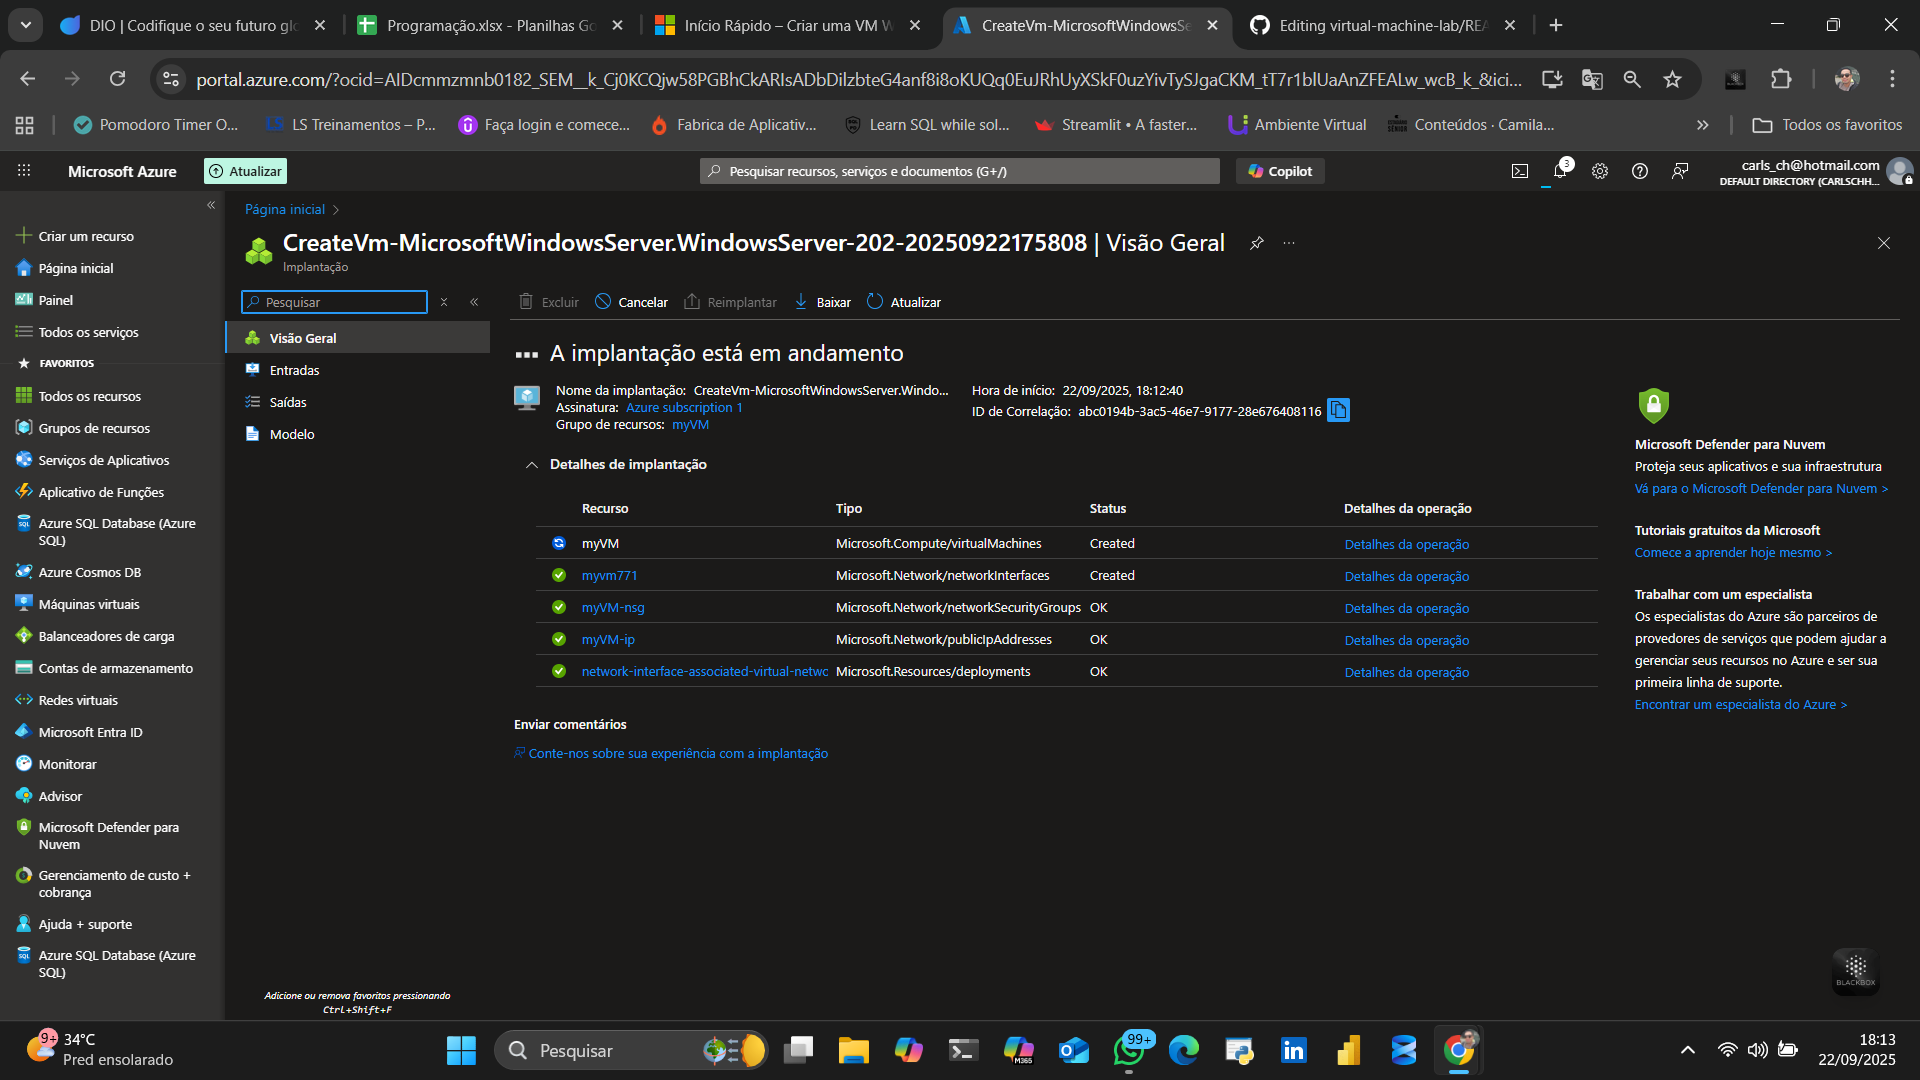 DIO | Codifique o seu futuro glo
Programação.xlsx - Planilhas Go
Início Rápido – Criar uma VM W
CreateVm-MicrosoftWindowsSe
Editing virtual-machine-lab/REA
portal.azure.com/?ocid=AIDcmmzmnb0182_SEM__k_Cj0KCQjw58PGBhCkARIsADbDilzbteG4anf8i8oKUQq0EuJRhUyXSkF0uzYivTySJgaCKM_tT7r1blUaAnZFEALw_wcB_k_&ici...
Pomodoro Timer O...
LS Treinamentos – P...
Faça login e comece...
Fabrica de Aplicativ...
Learn SQL while sol...
Streamlit • A faster...
Ambiente Virtual
Conteúdos · Camila...
Todos os favoritos
Microsoft Azure
Atualizar
Pesquisar recursos, serviços e documentos (G+/)
Copilot
3
carls_ch@hotmail.com
DEFAULT DIRECTORY (CARLSCHH...
Criar um recurso
Página inicial
Painel
Todos os serviços
FAVORITOS
Todos os recursos
Grupos de recursos
Serviços de Aplicativos
Aplicativo de Funções
Azure SQL Database (Azure
SQL)
Azure Cosmos DB
Máquinas virtuais
Balanceadores de carga
Contas de armazenamento
Redes virtuais
Microsoft Entra ID
Monitorar
Advisor
Microsoft Defender para
Nuvem
Gerenciamento de custo +
cobrança
Ajuda + suporte
Azure SQL Database (Azure
SQL)
Página inicial
CreateVm-MicrosoftWindowsServer.WindowsServer-202-20250922175808 | Visão Geral
Implantação
Pesquisar
Visão Geral
Entradas
Saídas
Modelo
Adicione ou remova favoritos pressionando
Ctrl+Shift+F
Excluir
Cancelar
Reimplantar
Baixar
Atualizar
A implantação está em andamento
Nome da implantação: CreateVm-MicrosoftWindowsServer.Windo...
Assinatura: Azure subscription 1
Grupo de recursos: myVM
Hora de início: 22/09/2025, 18:12:40
ID de Correlação: abc0194b-3ac5-46e7-9177-28e676408116
Detalhes de implantação
Recurso Tipo Status Detalhes da operação
myVM Microsoft.Compute/virtualMachines Created Detalhes da operação
myvm771 Microsoft.Network/networkInterfaces Created Detalhes da operação
myVM-nsg Microsoft.Network/networkSecurityGroups OK Detalhes da operação
myVM-ip Microsoft.Network/publicIpAddresses OK Detalhes da operação
network-interface-associated-virtual-netwc Microsoft.Resources/deployments OK Detalhes da operação
Enviar comentários
Conte-nos sobre sua experiência com a implantação
Microsoft Defender para Nuvem
Proteja seus aplicativos e sua infraestrutura
Vá para o Microsoft Defender para Nuvem >
Tutoriais gratuitos da Microsoft
Comece a aprender hoje mesmo >
Trabalhar com um especialista
Os especialistas do Azure são parceiros de
provedores de serviços que podem ajudar a
gerenciar seus recursos no Azure e ser sua
primeira linha de suporte.
Encontrar um especialista do Azure >
BLACKBOX
9+
34°C
Pred ensolarado
Pesquisar
M365
99+
18:13
22/09/2025